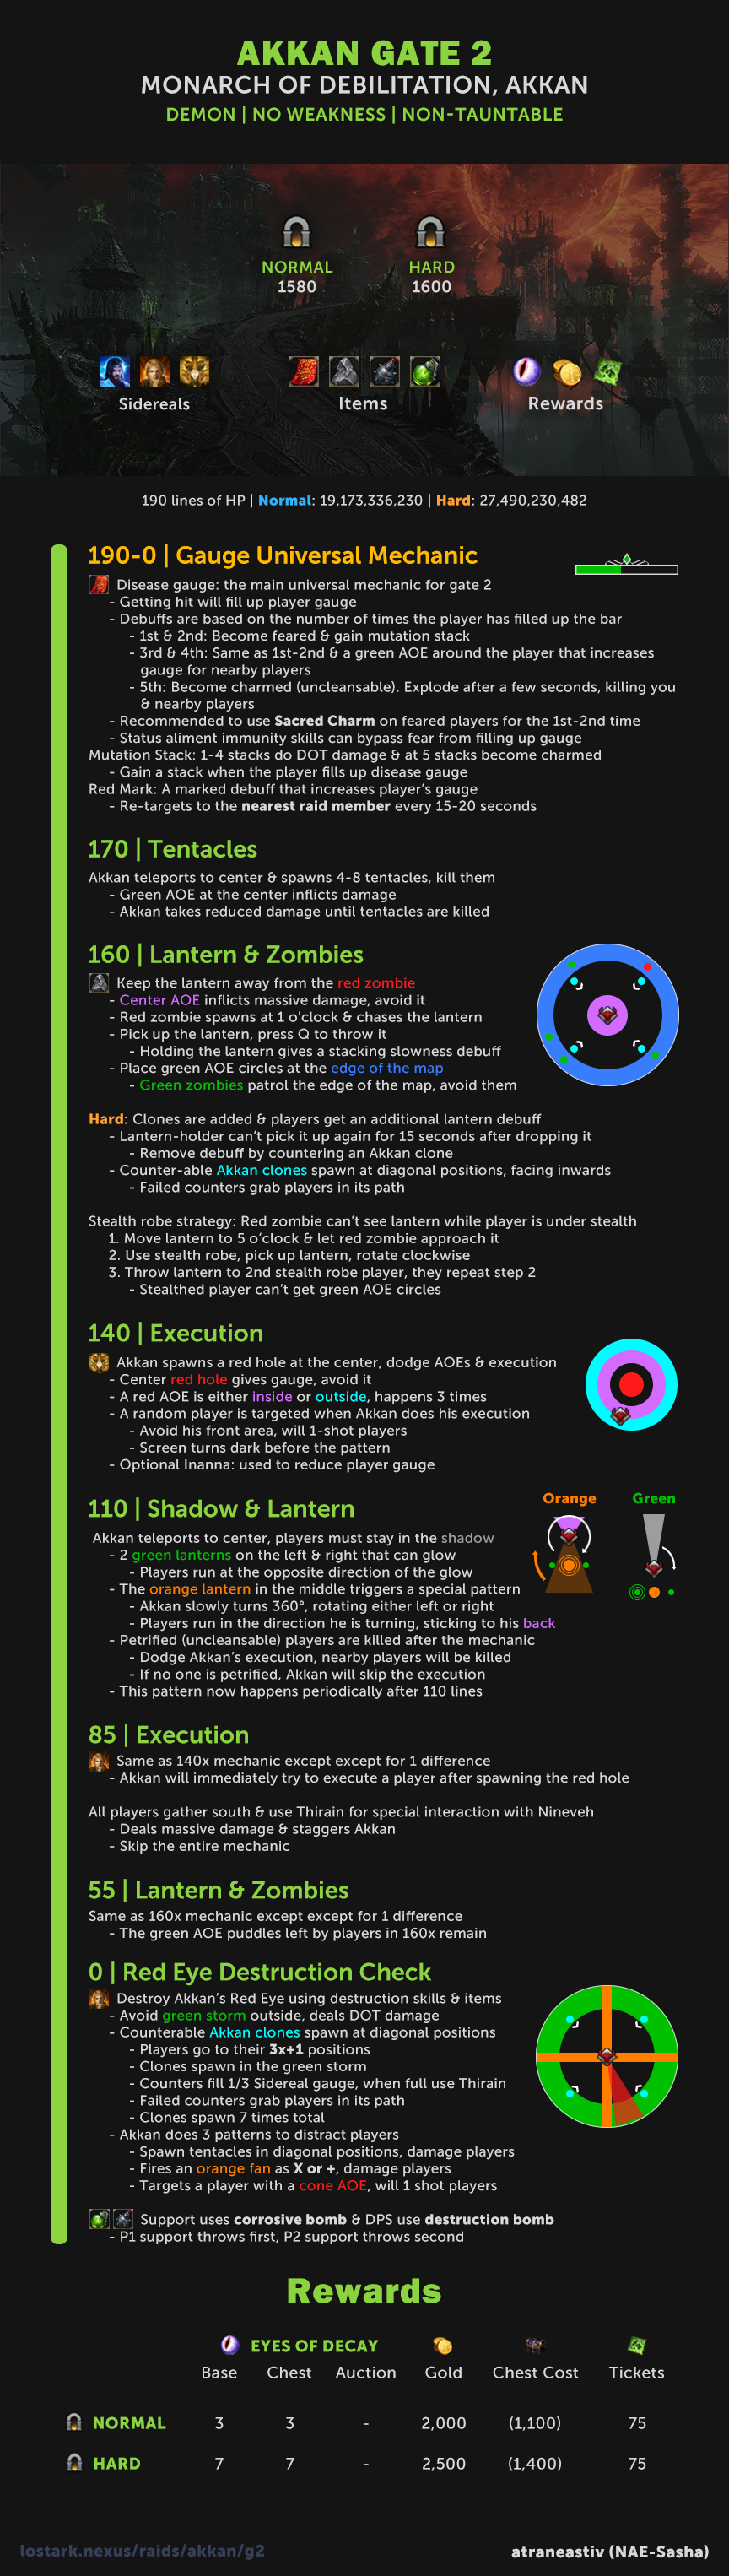 AKKAN GATE 2
MONARCH OF DEBILITATION, AKKAN
DEMON | NO WEAKNESS | NON-TAUNTABLE
NORMAL HARD
1580 1600
Sidereals Items Rewards
190 lines of HP | Normal: 19,173,336,230 | Hard: 27,490,230,482
190-0 | Gauge Universal Mechanic
Disease gauge: the main universal mechanic for gate 2
- Getting hit will fill up player gauge
- Debuffs are based on the number of times the player has filled up the bar
- 1st & 2nd: Become feared & gain mutation stack
- 3rd & 4th: Same as 1st-2nd & a green AOE around the player that increases
gauge for nearby players
- 5th: Become charmed (uncleansable). Explode after a few seconds, killing you
& nearby players
- Recommended to use Sacred Charm on feared players for the 1st-2nd time
- Status aliment immunity skills can bypass fear from filling up gauge
Mutation Stack: 1-4 stacks do DOT damage & at 5 stacks become charmed
- Gain a stack when the player fills up disease gauge
Red Mark: A marked debuff that increases player's gauge
- Re-targets to the nearest raid member every 15-20 seconds
170 | Tentacles
Akkan teleports to center & spawns 4-8 tentacles, kill them
- Green AOE at the center inflicts damage
- Akkan takes reduced damage until tentacles are killed
160 | Lantern & Zombies
Keep the lantern away from the red zombie
- Center AOE inflicts massive damage, avoid it
- Red zombie spawns at 1 o'clock & chases the lantern
- Pick up the lantern, press Q to throw it
- Holding the lantern gives a stacking slowness debuff
- Place green AOE circles at the edge of the map
- Green zombies patrol the edge of the map, avoid them
Hard: Clones are added & players get an additional lantern debuff
- Lantern-holder can't pick it up again for 15 seconds after dropping it
- Remove debuff by countering an Akkan clone
- Counter-able Akkan clones spawn at diagonal positions, facing inwards
- Failed counters grab players in its path
Stealth robe strategy: Red zombie can't see lantern while player is under stealth
1. Move lantern to 5 o'clock & let red zombie approach it
2. Use stealth robe, pick up lantern, rotate clockwise
3. Throw lantern to 2nd stealth robe player, they repeat step 2
- Stealthed player can't get green AOE circles
140 | Execution
Akkan spawns a red hole at the center, dodge AOEs & execution
- Center red hole gives gauge, avoid it
- A red AOE is either inside or outside, happens 3 times
- A random player is targeted when Akkan does his execution
- Avoid his front area, will 1-shot players
- Screen turns dark before the pattern
- Optional Inanna: used to reduce player gauge
110 | Shadow & Lantern
Orange Green
Akkan teleports to center, players must stay in the shadow
- 2 green lanterns on the left & right that can glow
- Players run at the opposite direction of the glow
- The orange lantern in the middle triggers a special pattern
- Akkan slowly turns 360°, rotating either left or right
- Players run in the direction he is turning, sticking to his back
- Petrified (uncleansable) players are killed after the mechanic
- Dodge Akkan's execution, nearby players will be killed
- If no one is petrified, Akkan will skip the execution
- This pattern now happens periodically after 110 lines
85 | Execution
Same as 140x mechanic except except for 1 difference
- Akkan will immediately try to execute a player after spawning the red hole
All players gather south & use Thirain for special interaction with Nineveh
- Deals massive damage & staggers Akkan
- Skip the entire mechanic
55 | Lantern & Zombies
Same as 160x mechanic except except for 1 difference
- The green AOE puddles left by players in 160x remain
0 | Red Eye Destruction Check
Destroy Akkan's Red Eye using destruction skills & items
- Avoid green storm outside, deals DOT damage
- Counterable Akkan clones spawn at diagonal positions
- Players go to their 3x+1 positions
- Clones spawn in the green storm
- Counters fill 1/3 Sidereal gauge, when full use Thirain
- Failed counters grab players in its path
- Clones spawn 7 times total
- Akkan does 3 patterns to distract players
- Spawn tentacles in diagonal positions, damage players
- Fires an orange fan as X or +, damage players
- Targets a player with a cone AOE, will 1 shot players
Support uses corrosive bomb & DPS use destruction bomb
- P1 support throws first, P2 support throws second
Rewards
EYES OF DECAY
Base Chest Auction Gold Chest Cost Tickets
NORMAL 3 3 - 2,000 (1,100) 75
HARD 7 7 - 2,500 (1,400) 75
lostark.nexus/raids/akkan/g2 atraneastiv (NAE-Sasha)